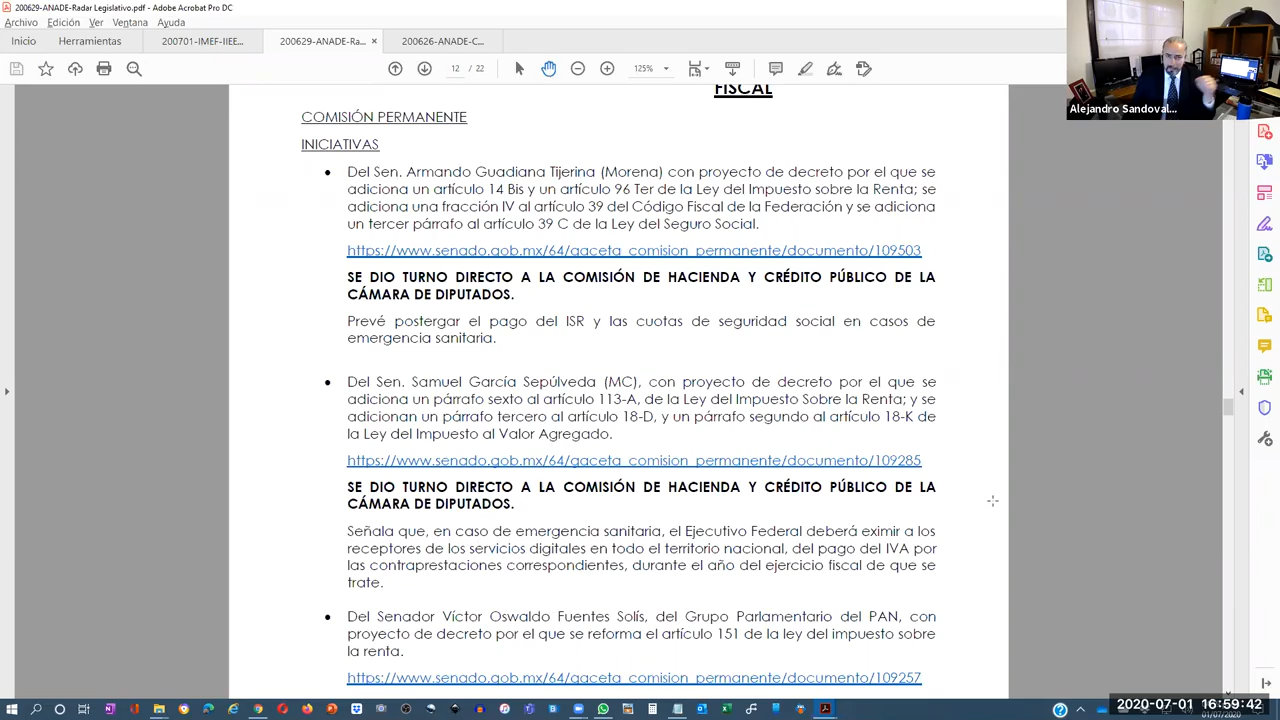 200629-ANADE-Radar Legislativo.pdf - Adobe Acrobat Pro DC
Archivo Edición Ver Ventana Ayuda
Inicio Herramientas 200701-IMEF-IIEE... 200629-ANADE-Ra... × 200626-ANADE-C...
12 / 22 125%
Alejandro Sandoval...
FISCAL
COMISIÓN PERMANENTE
INICIATIVAS
• Del Sen. Armando Guadiana Tijerina (Morena) con proyecto de decreto por el que se
adiciona un artículo 14 Bis y un artículo 96 Ter de la Ley del Impuesto sobre la Renta; se
adiciona una fracción IV al artículo 39 del Código Fiscal de la Federación y se adiciona
un tercer párrafo al artículo 39 C de la Ley del Seguro Social.
https://www.senado.gob.mx/64/gaceta_comision_permanente/documento/109503
SE DIO TURNO DIRECTO A LA COMISIÓN DE HACIENDA Y CRÉDITO PÚBLICO DE LA
CÁMARA DE DIPUTADOS.
Prevé postergar el pago del ISR y las cuotas de seguridad social en casos de
emergencia sanitaria.
• Del Sen. Samuel García Sepúlveda (MC), con proyecto de decreto por el que se
adiciona un párrafo sexto al artículo 113-A, de la Ley del Impuesto Sobre la Renta; y se
adicionan un párrafo tercero al artículo 18-D, y un párrafo segundo al artículo 18-K de
la Ley del Impuesto al Valor Agregado.
https://www.senado.gob.mx/64/gaceta_comision_permanente/documento/109285
SE DIO TURNO DIRECTO A LA COMISIÓN DE HACIENDA Y CRÉDITO PÚBLICO DE LA
CÁMARA DE DIPUTADOS.
Señala que, en caso de emergencia sanitaria, el Ejecutivo Federal deberá eximir a los
receptores de los servicios digitales en todo el territorio nacional, del pago del IVA por
las contraprestaciones correspondientes, durante el año del ejercicio fiscal de que se
trate.
• Del Senador Víctor Oswaldo Fuentes Solís, del Grupo Parlamentario del PAN, con
proyecto de decreto por el que se reforma el artículo 151 de la ley del impuesto sobre
la renta.
https://www.senado.gob.mx/64/gaceta_comision_permanente/documento/109257
2020-07-01 16:59:42
01/07/2020